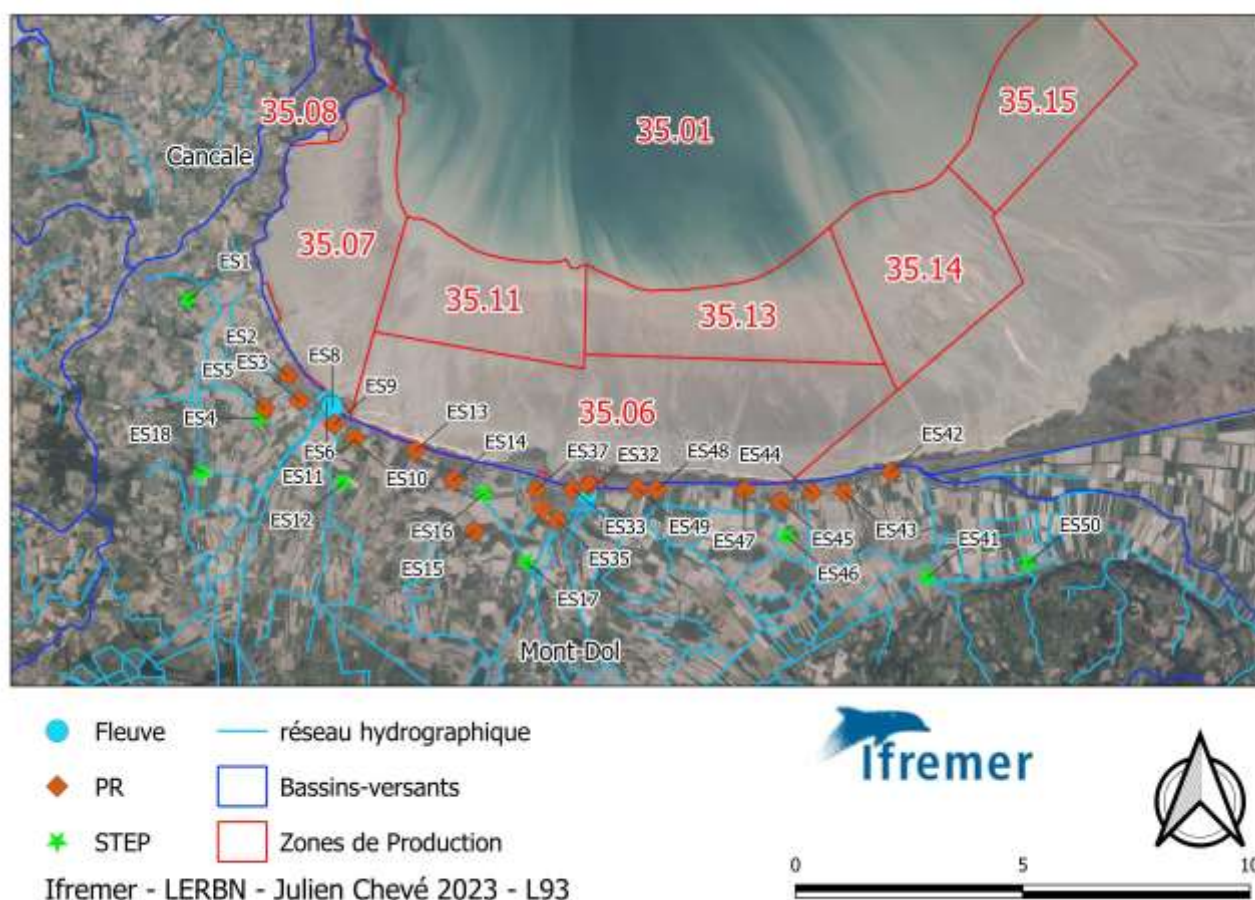 35.08
35.01
35.15
Cancale
35.07
ES1
35.14
35.11
35.13
ES2
ES3
ES8
ES5
ES9
ES4
35.06
ES18
ES13
ES6
ES14
ES37
ES32
ES48
ES44
ES42
ES11
ES10
ES12
ES16
ES33
ES49
ES43
ES47
ES45
ES41
ES50
ES15
ES35
ES46
ES17
Mont-Dol
Fleuve
réseau hydrographique
PR
Bassins-versants
STEP
Zones de Production
Ifremer
Ifremer - LERBN - Julien Chevé 2023 - L93
0 5 10